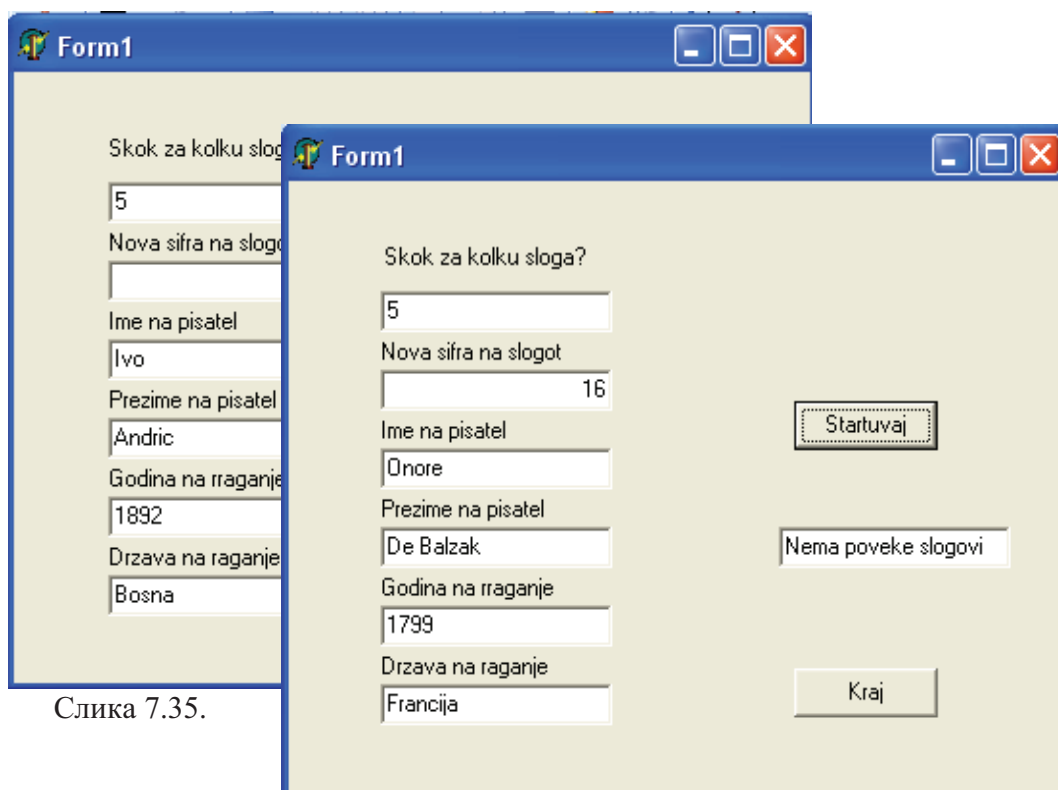 Form1
Skok za kolku slog
5
Nova sifra na slogo
Ime na pisatel
Ivo
Prezime na pisatel
Andric
Godina na rraganje
1892
Drzava na raganje
Bosna
Слика 7.35.
Form1
Skok za kolku sloga?
5
Nova sifra na slogot
16
Ime na pisatel
Onore
Prezime na pisatel
De Balzak
Godina na rraganje
1799
Drzava na raganje
Francija
Startuvaj
Nema poveke slogovi
Kraj